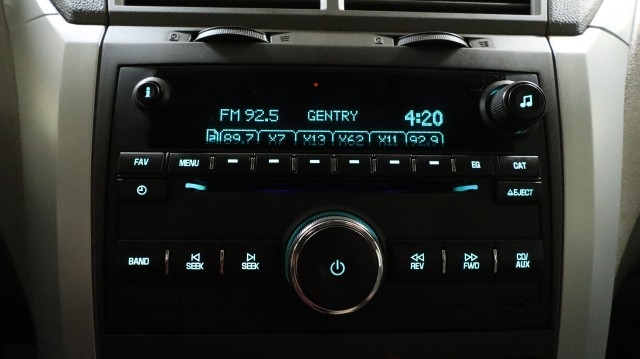 FM 92.5 GENTRY 4:20
89.7 X7 X13 X62 X11 92.9
FAV MENU EQ CAT
EJECT
BAND SEEK SEEK REV FWD CD/AUX